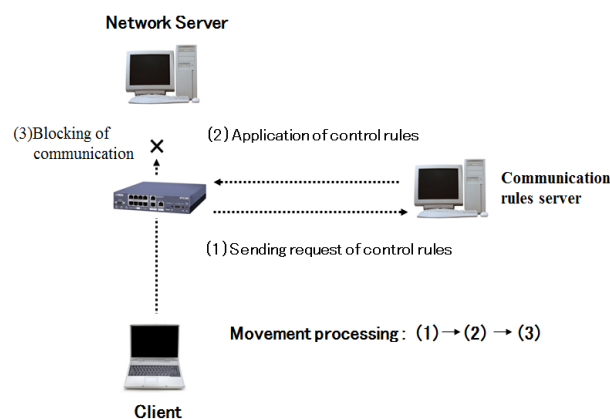 Network Server
(3)Blocking of
communication
(2) Application of control rules
Communication
rules server
(1) Sending request of control rules
Movement processing : (1) → (2) → (3)
Client